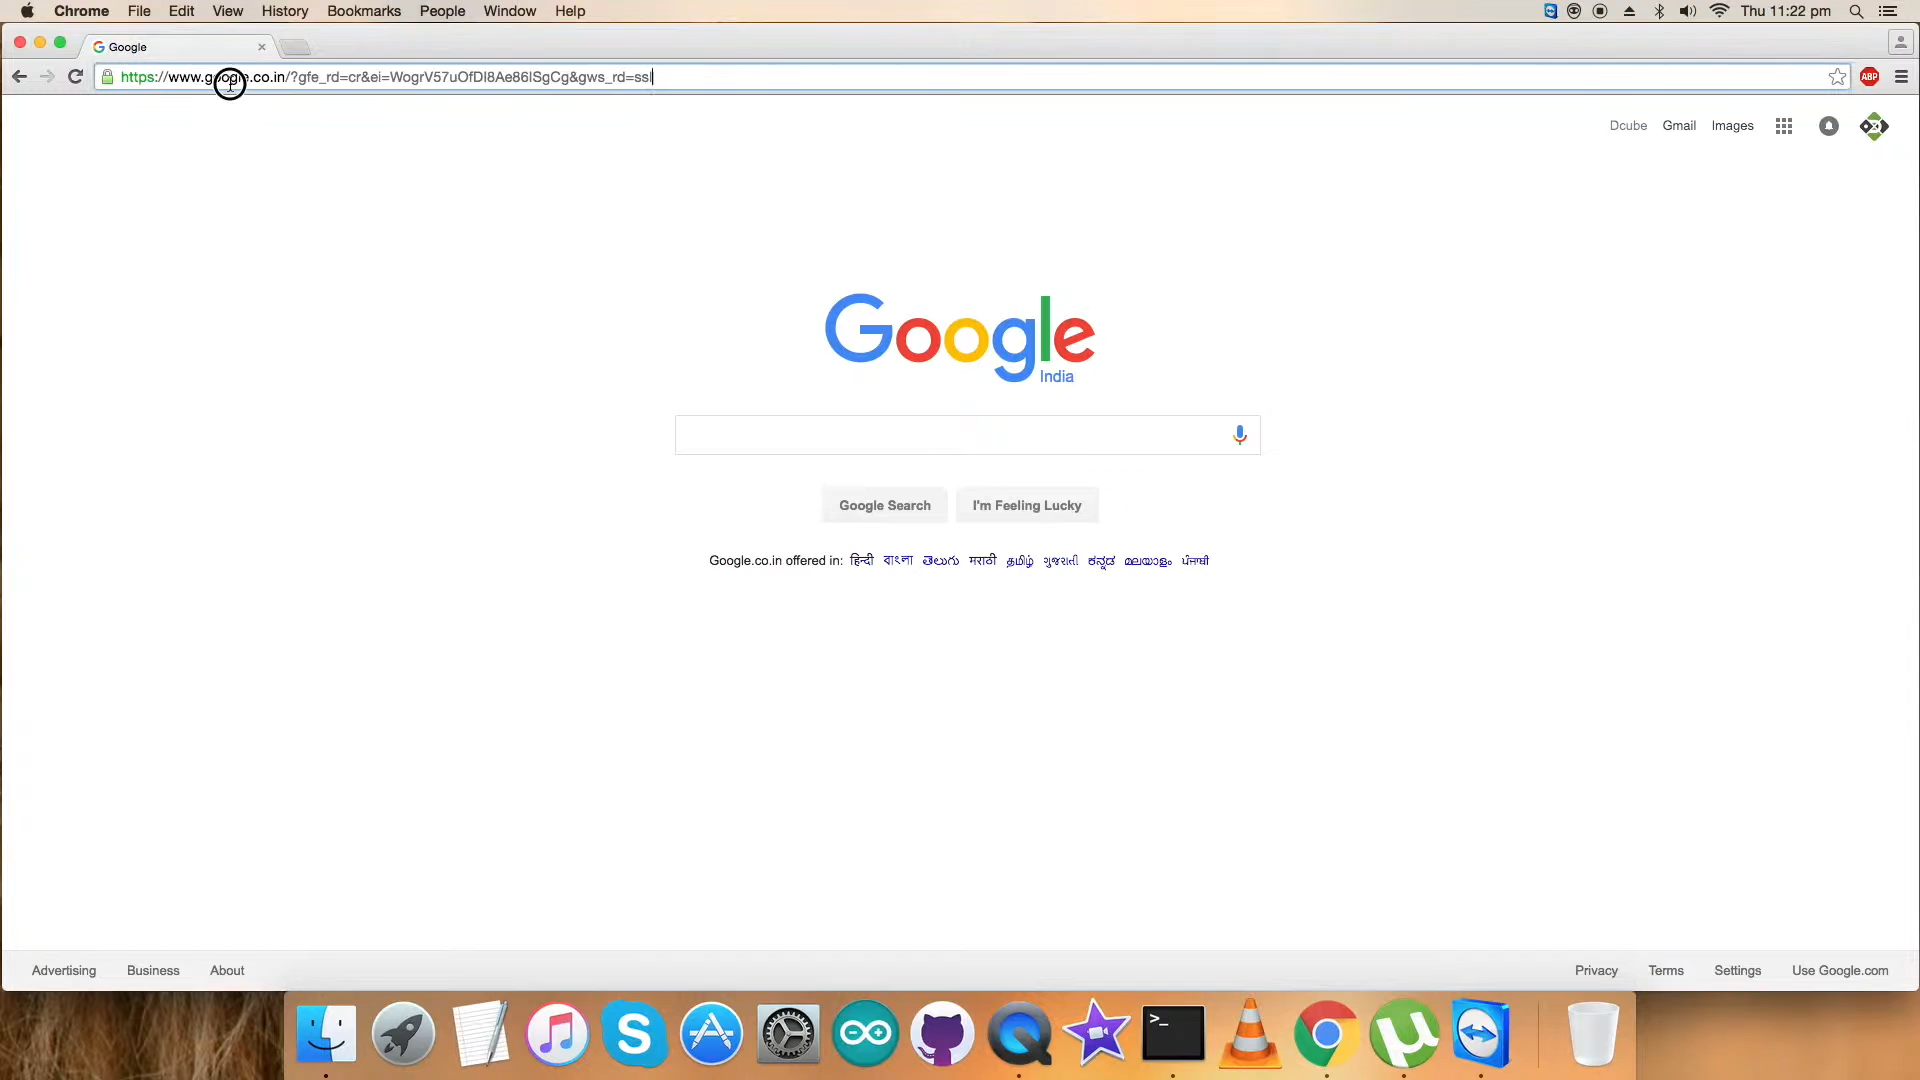 Chrome File Edit View History Bookmarks People Window Help Thu 11:22 pm
Google
https://www.google.co.in/?gfe_rd=cr&ei=WogrV57uOfDl8Ae86ISgCg&gws_rd=ssl
ABP
Dcube Gmail Images
Google
India
Google Search I'm Feeling Lucky
Google.co.in offered in: हिन्दी বাংলা తెలుగు मराठी தமிழ் ગુજરાતી ಕನ್ನಡ മലയാളം ਪੰਜਾਬੀ
Advertising Business About Privacy Terms Settings Use Google.com